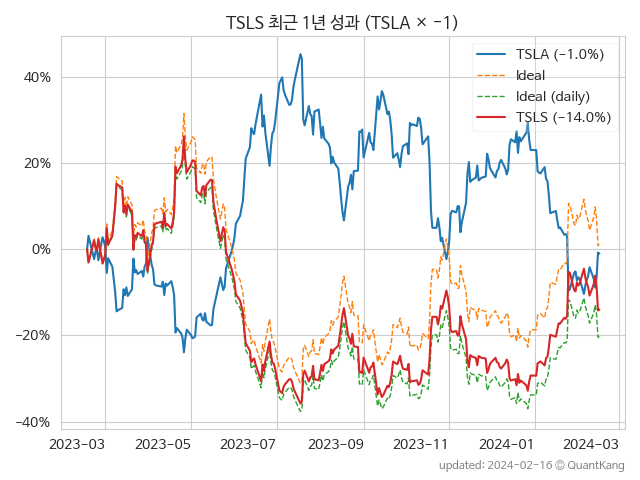 TSLS 최근 1년 성과 (TSLA × −1)
TSLA (−1.0%)
Ideal
Ideal (daily)
TSLS (−14.0%)
40%
20%
0%
−20%
−40%
2023-03 2023-05 2023-07 2023-09 2023-11 2024-01 2024-03
updated: 2024-02-16 © QuantKang